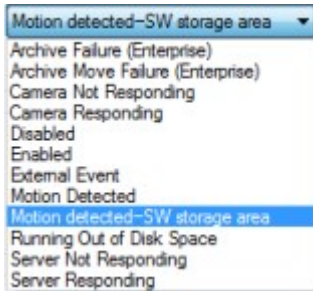 Motion detected-SW storage area
Archive Failure (Enterprise)
Archive Move Failure (Enterprise)
Camera Not Responding
Camera Responding
Disabled
Enabled
External Event
Motion Detected
Motion detected-SW storage area
Running Out of Disk Space
Server Not Responding
Server Responding